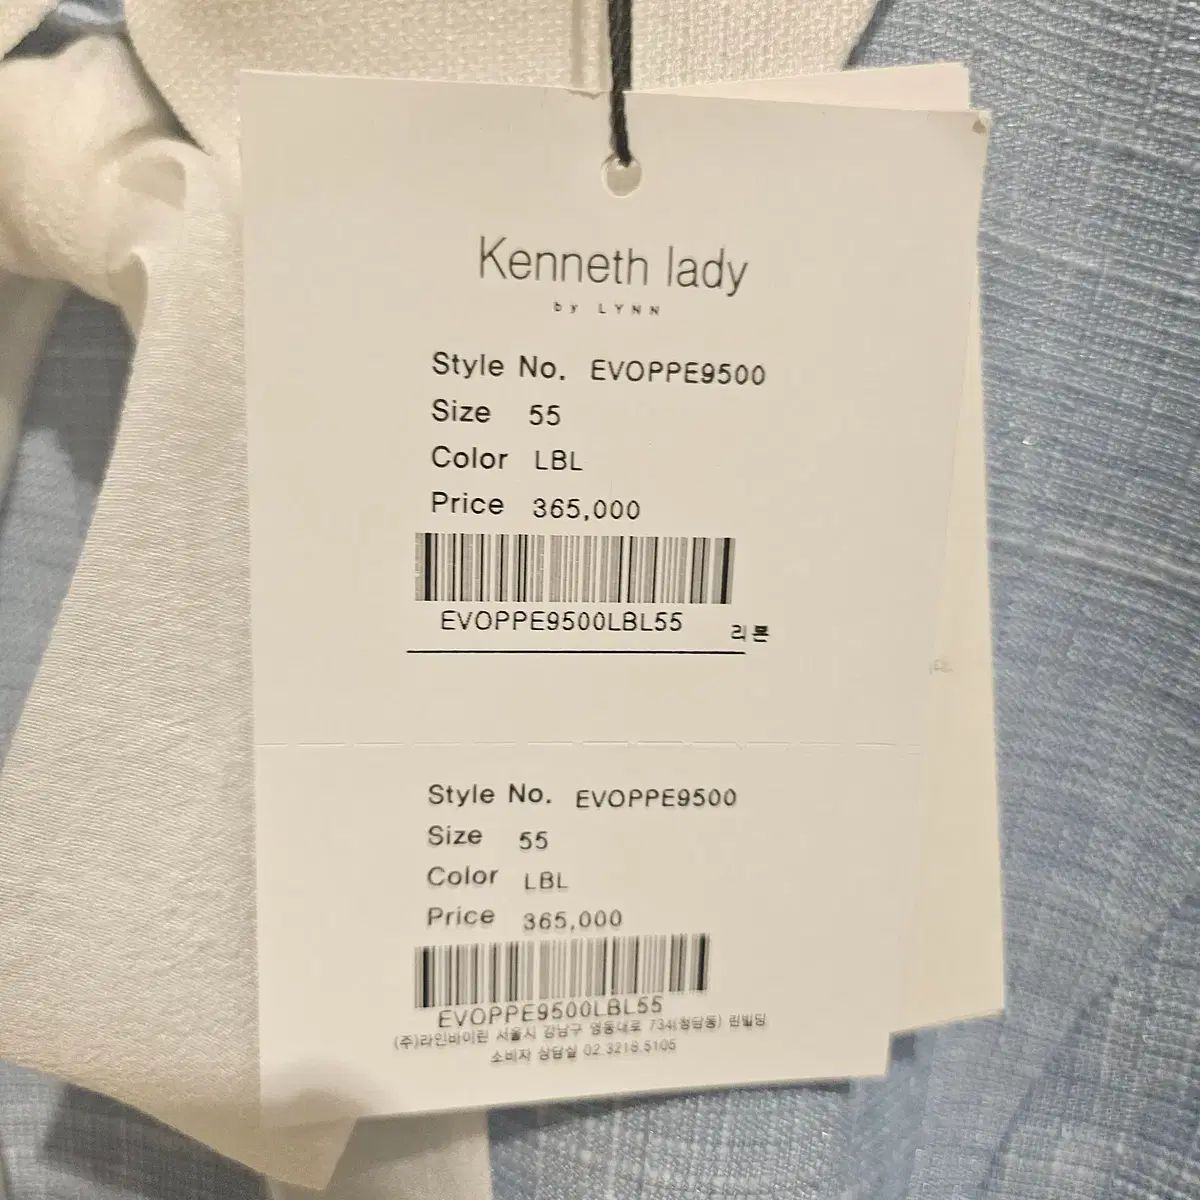 Kenneth lady
by LYNN
Style No. EVOPPE9500
Size 55
Color LBL
Price 365,000
EVOPPE9500LBL55
리본
Style No. EVOPPE9500
Size 55
Color LBL
Price 365,000
EVOPPE9500LBL55
(주)라인바이린 서울시 강남구 영동대로 734(청담동) 린빌딩
소비자 상담실 02.3218.5105